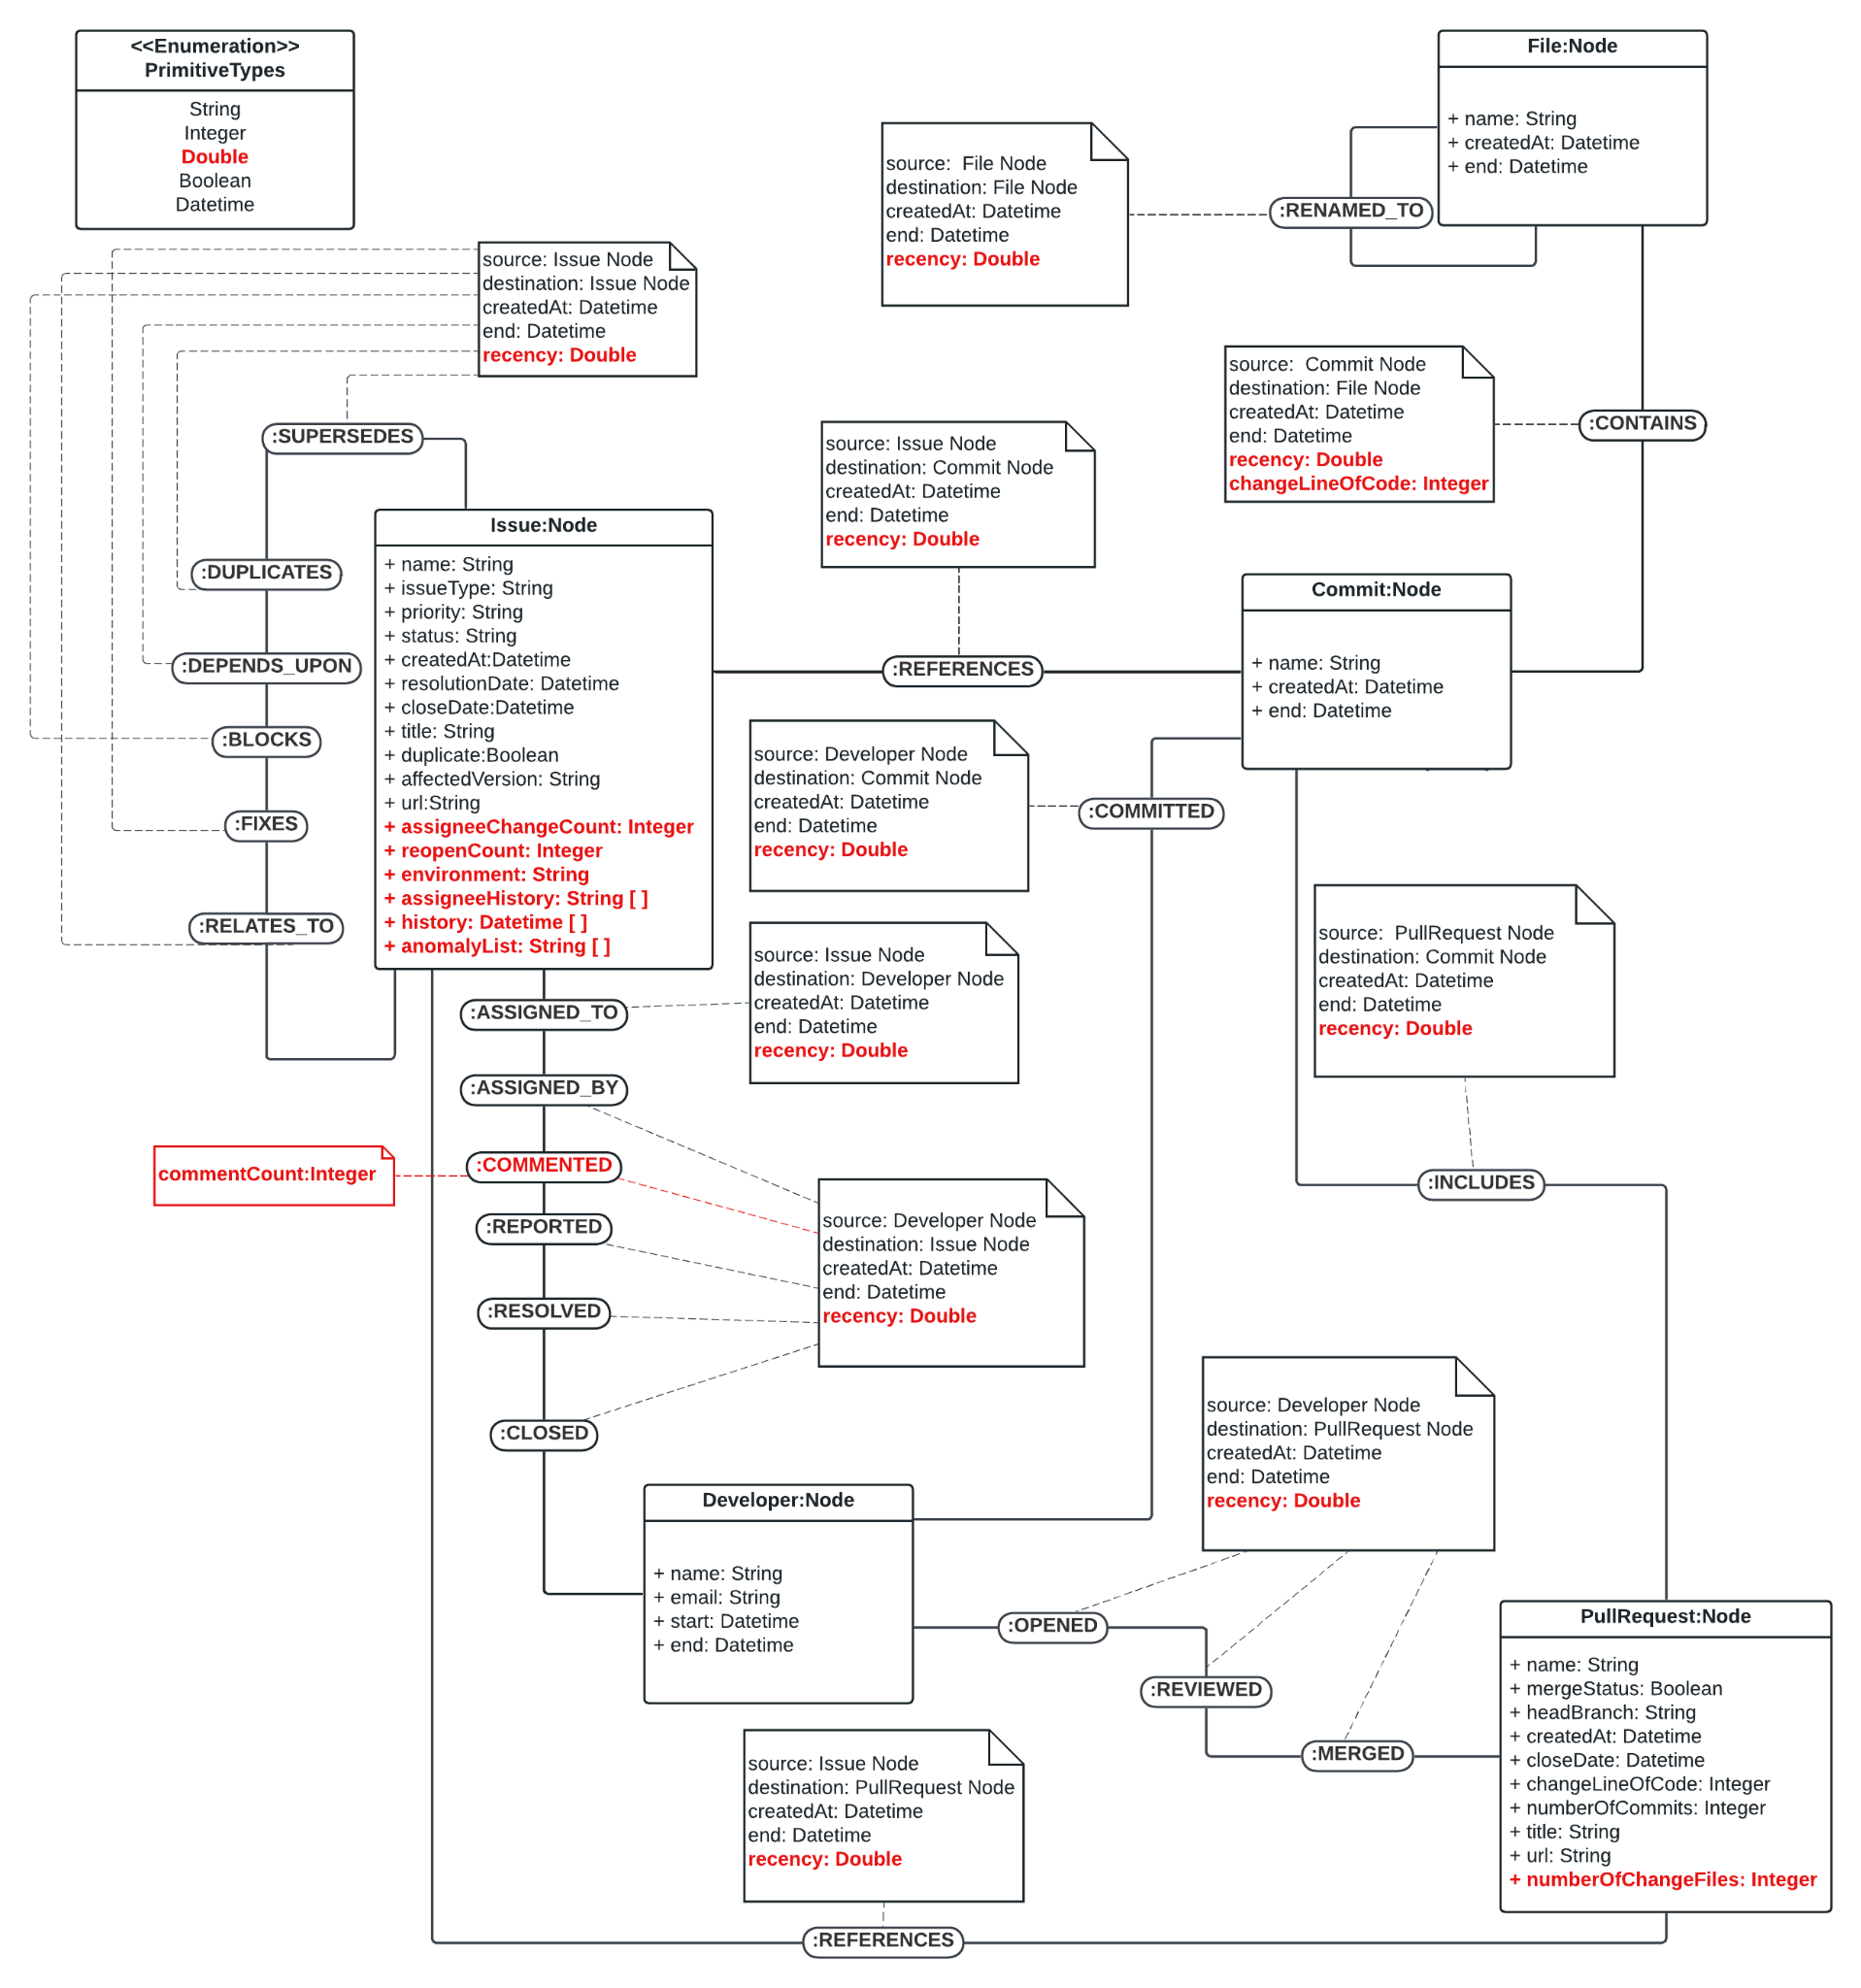 <<Enumeration>>
PrimitiveTypes
String
Integer
Double
Boolean
Datetime
File:Node
+ name: String
+ createdAt: Datetime
+ end: Datetime
source:  File Node
destination: File Node
createdAt: Datetime
end: Datetime
recency: Double
:RENAMED_TO
source: Issue Node
destination: Issue Node
createdAt: Datetime
end: Datetime
recency: Double
source:  Commit Node
destination: File Node
createdAt: Datetime
end: Datetime
recency: Double
changeLineOfCode: Integer
:CONTAINS
:SUPERSEDES
source: Issue Node
destination: Commit Node
createdAt: Datetime
end: Datetime
recency: Double
:DUPLICATES
:DEPENDS_UPON
:BLOCKS
:FIXES
:RELATES_TO
Issue:Node
+ name: String
+ issueType: String
+ priority: String
+ status: String
+ createdAt:Datetime
+ resolutionDate: Datetime
+ closeDate:Datetime
+ title: String
+ duplicate:Boolean
+ affectedVersion: String
+ url:String
+ assigneeChangeCount: Integer
+ reopenCount: Integer
+ environment: String
+ assigneeHistory: String [ ]
+ history: Datetime [ ]
+ anomalyList: String [ ]
:REFERENCES
Commit:Node
+ name: String
+ createdAt: Datetime
+ end: Datetime
source: Developer Node
destination: Commit Node
createdAt: Datetime
end: Datetime
recency: Double
:COMMITTED
source: Issue Node
destination: Developer Node
createdAt: Datetime
end: Datetime
recency: Double
source:  PullRequest Node
destination: Commit Node
createdAt: Datetime
end: Datetime
recency: Double
:ASSIGNED_TO
:ASSIGNED_BY
commentCount:Integer
:COMMENTED
:REPORTED
:RESOLVED
:CLOSED
source: Developer Node
destination: Issue Node
createdAt: Datetime
end: Datetime
recency: Double
:INCLUDES
source: Developer Node
destination: PullRequest Node
createdAt: Datetime
end: Datetime
recency: Double
Developer:Node
+ name: String
+ email: String
+ start: Datetime
+ end: Datetime
:OPENED
:REVIEWED
:MERGED
PullRequest:Node
+ name: String
+ mergeStatus: Boolean
+ headBranch: String
+ createdAt: Datetime
+ closeDate: Datetime
+ changeLineOfCode: Integer
+ numberOfCommits: Integer
+ title: String
+ url: String
+ numberOfChangeFiles: Integer
source: Issue Node
destination: PullRequest Node
createdAt: Datetime
end: Datetime
recency: Double
:REFERENCES